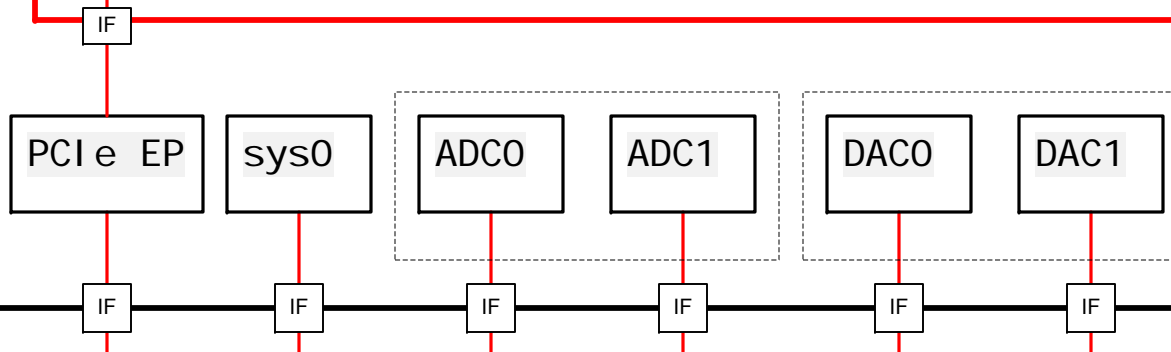 IF
PCIe EP
sys0
ADC0
ADC1
DAC0
DAC1
IF
IF
IF
IF
IF
IF